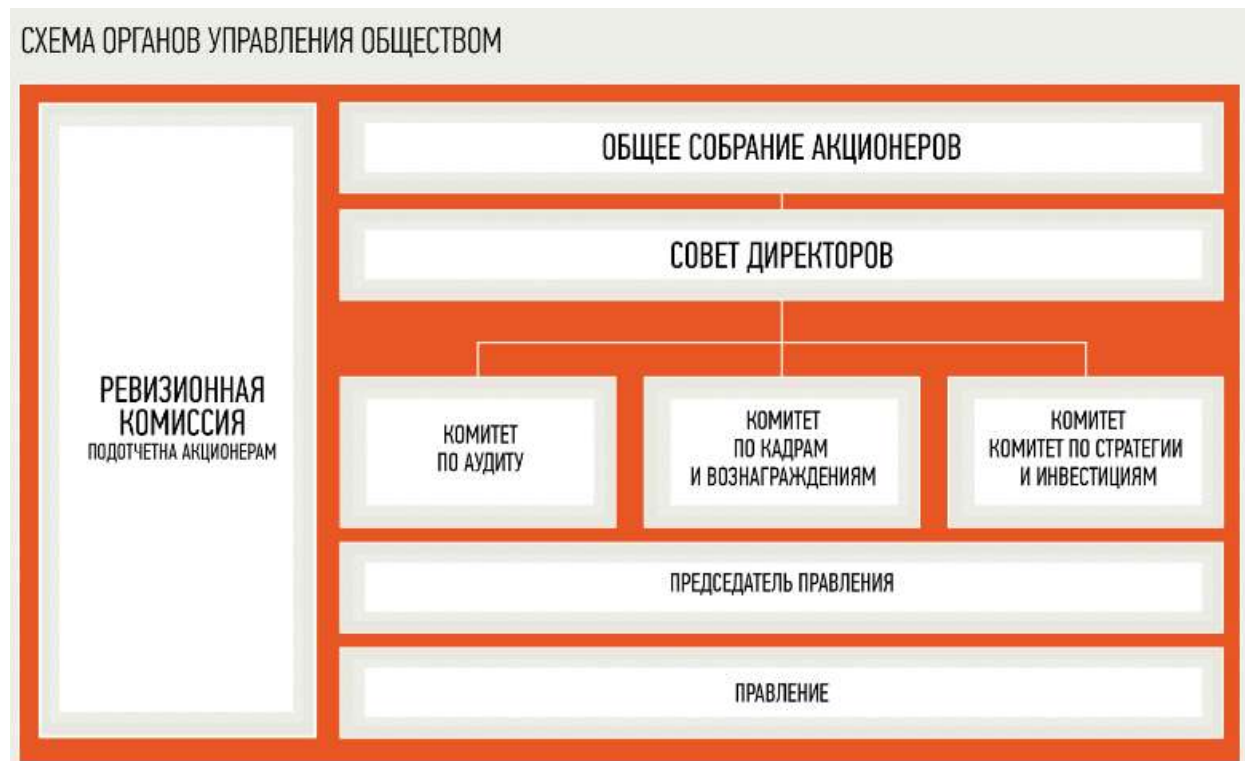 СХЕМА ОРГАНОВ УПРАВЛЕНИЯ ОБЩЕСТВОМ
РЕВИЗИОННАЯ
КОМИССИЯ
ПОДОТЧЕТНА АКЦИОНЕРАМ
ОБЩЕЕ СОБРАНИЕ АКЦИОНЕРОВ
СОВЕТ ДИРЕКТОРОВ
КОМИТЕТ
ПО АУДИТУ
КОМИТЕТ
ПО КАДРАМ
И ВОЗНАГРАЖДЕНИЯМ
КОМИТЕТ
КОМИТЕТ ПО СТРАТЕГИИ
И ИНВЕСТИЦИЯМ
ПРЕДСЕДАТЕЛЬ ПРАВЛЕНИЯ
ПРАВЛЕНИЕ